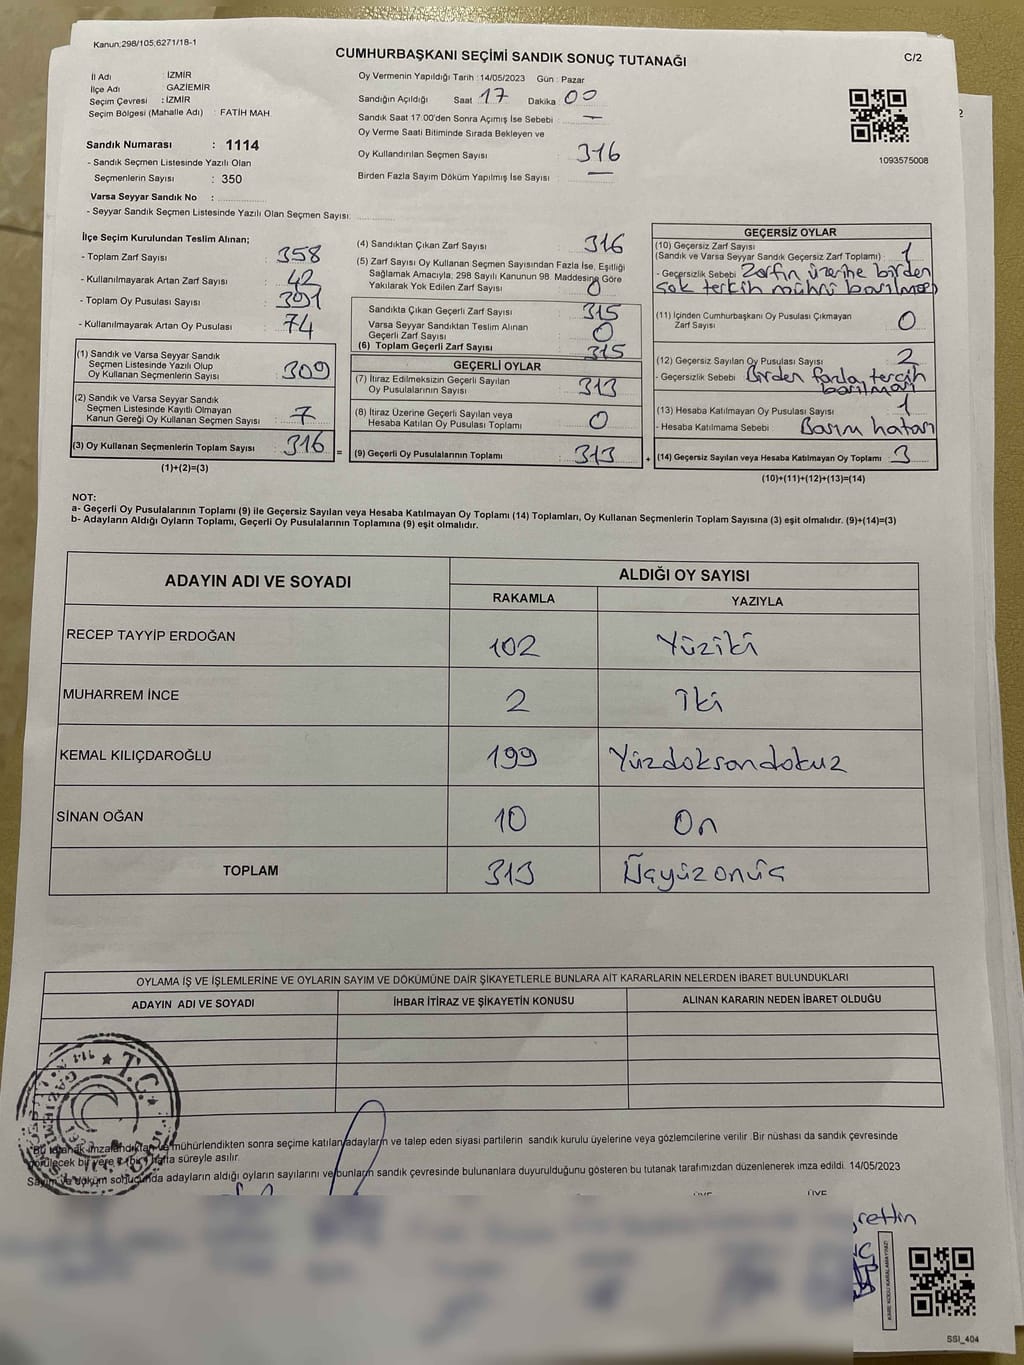 Kanun;298/105,6271/18-1
CUMHURBAŞKANI SEÇİMİ SANDIK SONUÇ TUTANAĞI
C/2
İl Adı : İZMİR
İlçe Adı : GAZİEMİR
Seçim Çevresi : İZMİR
Seçim Bölgesi (Mahalle Adı) : FATİH MAH
Sandık Numarası : 1114
- Sandık Seçmen Listesinde Yazılı Olan
Seçmenlerin Sayısı : 350
Varsa Seyyar Sandık No :
- Seyyar Sandık Seçmen Listesinde Yazılı Olan Seçmen Sayısı:
Oy Vermenin Yapıldığı Tarih : 14/05/2023 Gün : Pazar
Sandığın Açıldığı Saat 17 Dakika 00
Sandık Saat 17.00'den Sonra Açımış İse Sebebi : —
Oy Verme Saati Bitiminde Sırada Bekleyen ve
Oy Kullandırılan Seçmen Sayısı : 316
Birden Fazla Sayım Döküm Yapılmış İse Sayısı : —
1093575008
İlçe Seçim Kurulundan Teslim Alınan;
- Toplam Zarf Sayısı : 358
- Kullanılmayarak Artan Zarf Sayısı : 42
- Toplam Oy Pusulası Sayısı : 391
- Kullanılmayarak Artan Oy Pusulası : 74
(1) Sandık ve Varsa Seyyar Sandık
Seçmen Listesinde Yazılı Olup
Oy Kullanan Seçmenlerin Sayısı : 309
(2) Sandık ve Varsa Seyyar Sandık
Seçmen Listesinde Kayıtlı Olmayan
Kanun Gereği Oy Kullanan Seçmen Sayısı : 7
(3) Oy Kullanan Seçmenlerin Toplam Sayısı : 316
(1)+(2)=(3)
(4) Sandıktan Çıkan Zarf Sayısı : 316
(5) Zarf Sayısı Oy Kullanan Seçmen Sayısından Fazla İse, Eşitliği
Sağlamak Amacıyla, 298 Sayılı Kanunun 98. Maddesine Göre
Yakılarak Yok Edilen Zarf Sayısı : 0
Sandıkta Çıkan Geçerli Zarf Sayısı : 315
Varsa Seyyar Sandıktan Teslim Alınan
Geçerli Zarf Sayısı : 0
(6) Toplam Geçerli Zarf Sayısı : 315
GEÇERLİ OYLAR
(7) İtiraz Edilmeksizin Geçerli Sayılan
Oy Pusulalarının Sayısı : 313
(8) İtiraz Üzerine Geçerli Sayılan veya
Hesaba Katılan Oy Pusulası Toplamı : 0
= (9) Geçerli Oy Pusulalarının Toplamı : 313
GEÇERSİZ OYLAR
(10) Geçersiz Zarf Sayısı
(Sandık ve Varsa Seyyar Sandık Geçersiz Zarf Toplamı) : 1
- Geçersizlik Sebebi : Zarfın üzerine birden
çok tercih mührü basılması
(11) İçinden Cumhurbaşkanı Oy Pusulası Çıkmayan
Zarf Sayısı : 0
(12) Geçersiz Sayılan Oy Pusulası Sayısı : 2
- Geçersizlik Sebebi : Birden fazla tercih
basılması
(13) Hesaba Katılmayan Oy Pusulası Sayısı : 1
- Hesaba Katılmama Sebebi : Basım hatası
+ (14) Geçersiz Sayılan veya Hesaba Katılmayan Oy Toplamı : 3
(10)+(11)+(12)+(13)=(14)
NOT:
a- Geçerli Oy Pusulalarının Toplamı (9) ile Geçersiz Sayılan veya Hesaba Katılmayan Oy Toplamı (14) Toplamları, Oy Kullanan Seçmenlerin Toplam Sayısına (3) eşit olmalıdır. (9)+(14)=(3)
b- Adayların Aldığı Oyların Toplamı, Geçerli Oy Pusulalarının Toplamına (9) eşit olmalıdır.
ADAYIN ADI VE SOYADI
ALDIĞI OY SAYISI
RAKAMLA YAZIYLA
RECEP TAYYİP ERDOĞAN 102 Yüziki
MUHARREM İNCE 2 İki
KEMAL KILIÇDAROĞLU 199 Yüzdoksandokuz
SİNAN OĞAN 10 On
TOPLAM 313 Üçyüzonüç
OYLAMA İŞ VE İŞLEMLERİNE VE OYLARIN SAYIM VE DÖKÜMÜNE DAİR ŞİKAYETLERLE BUNLARA AİT KARARLARIN NELERDEN İBARET BULUNDUKLARI
ADAYIN ADI VE SOYADI İHBAR İTİRAZ VE ŞİKAYETİN KONUSU ALINAN KARARIN NEDEN İBARET OLDUĞU
T.C.
Bu tutanak imzalandıktan ve mühürlendikten sonra seçime katılan adayların ve talep eden siyasi partilerin sandık kurulu üyelerine veya gözlemcilerine verilir. Bir nüshası da sandık çevresinde
görülecek bir yere bir hafta süreyle asılır.
Sayım ve döküm sonucunda adayların aldığı oyların sayılarını ve bunların sandık çevresinde bulunanlara duyurulduğunu gösteren bu tutanak tarafımızdan düzenlenerek imza edildi. 14/05/2023
ÜYE ÜYE
KARE KODU KARALAMAYINIZ!
SSI_404